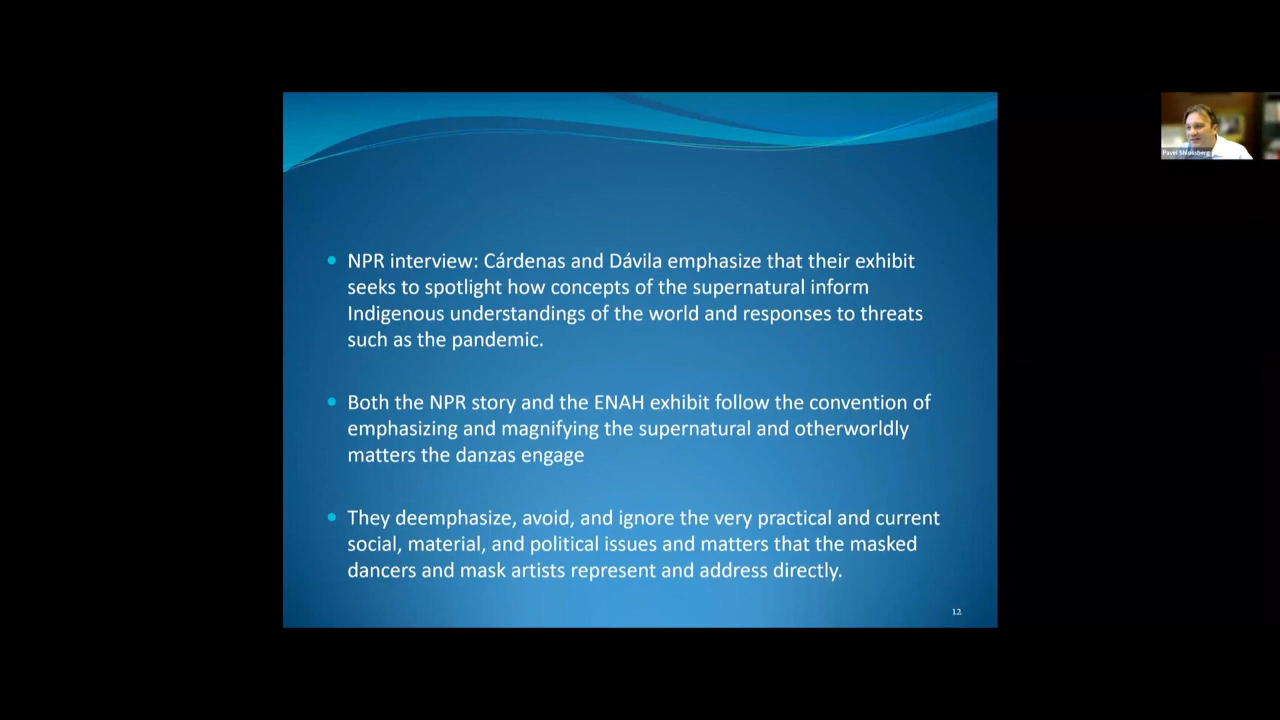 NPR interview: Cárdenas and Dávila emphasize that their exhibit
seeks to spotlight how concepts of the supernatural inform
Indigenous understandings of the world and responses to threats
such as the pandemic.
Both the NPR story and the ENAH exhibit follow the convention of
emphasizing and magnifying the supernatural and otherworldly
matters the danzas engage
They deemphasize, avoid, and ignore the very practical and current
social, material, and political issues and matters that the masked
dancers and mask artists represent and address directly.
12
Pavel Shlossberg